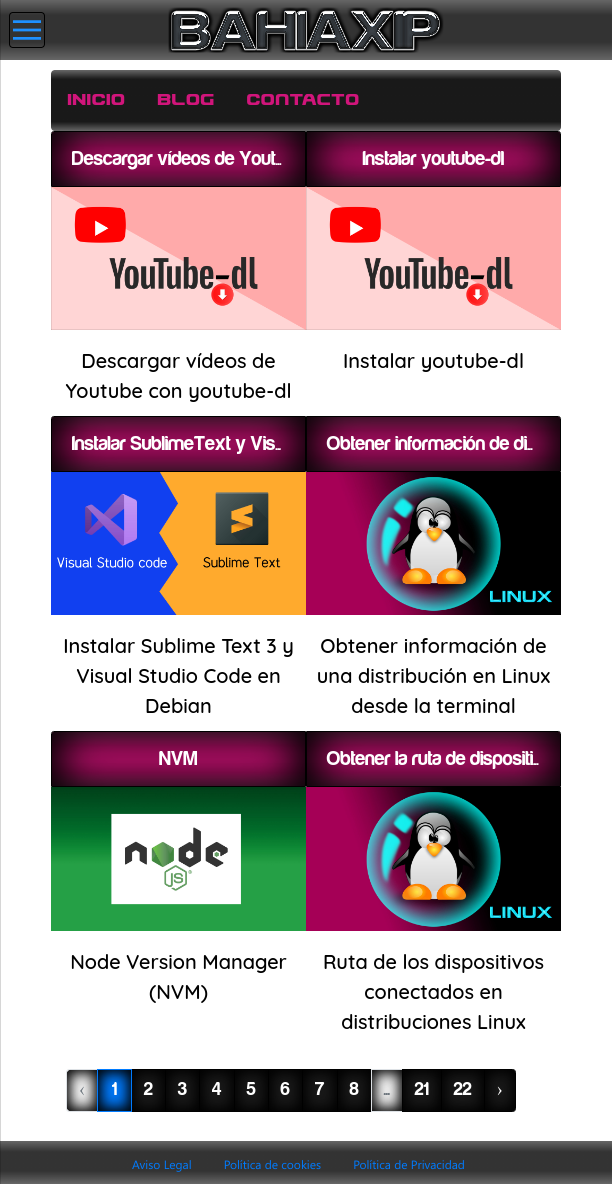 BAHIAXIP
INICIO BLOG CONTACTO
Descargar vídeos de Yout...
Instalar youtube-dl
YouTube-dl
YouTube-dl
Descargar vídeos de
Youtube con youtube-dl
Instalar youtube-dl
Instalar SublimeText y Vis...
Obtener información de di...
Visual Studio code
Sublime Text
LINUX
Instalar Sublime Text 3 y
Visual Studio Code en
Debian
Obtener información de
una distribución en Linux
desde la terminal
NVM
Obtener la ruta de dispositi...
node
JS
LINUX
Node Version Manager
(NVM)
Ruta de los dispositivos
conectados en
distribuciones Linux
‹ 1 2 3 4 5 6 7 8 ... 21 22 ›
Aviso Legal Política de cookies Política de Privacidad